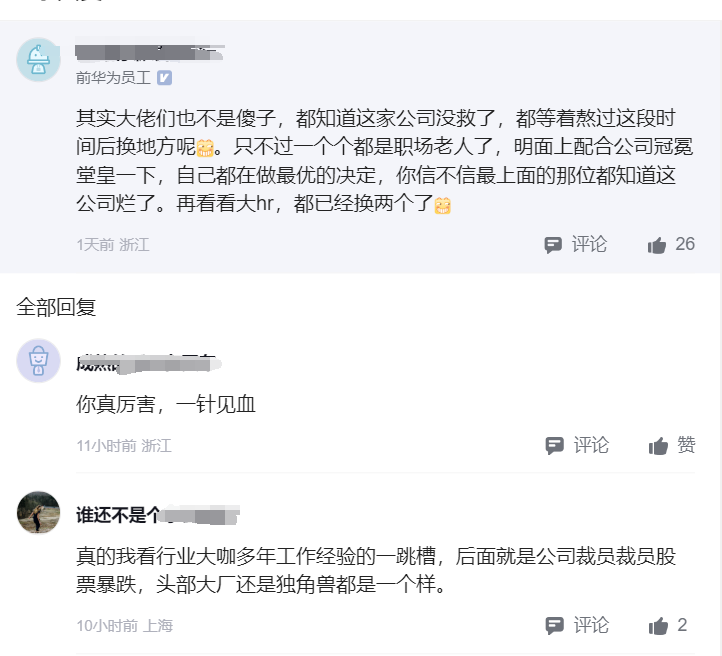 前华为员工
其实大佬们也不是傻子，都知道这家公司没救了，都等着熬过这段时
间后换地方呢。只不过一个个都是职场老人了，明面上配合公司冠冕
堂皇一下，自己都在做最优的决定，你信不信最上面的那位都知道这
公司烂了。再看看大hr，都已经换两个了
1天前 浙江 评论 26
全部回复
你真厉害，一针见血
11小时前 浙江 评论 赞
谁还不是个
真的我看行业大咖多年工作经验的一跳槽，后面就是公司裁员裁员股
票暴跌，头部大厂还是独角兽都是一个样。
10小时前 上海 评论 2